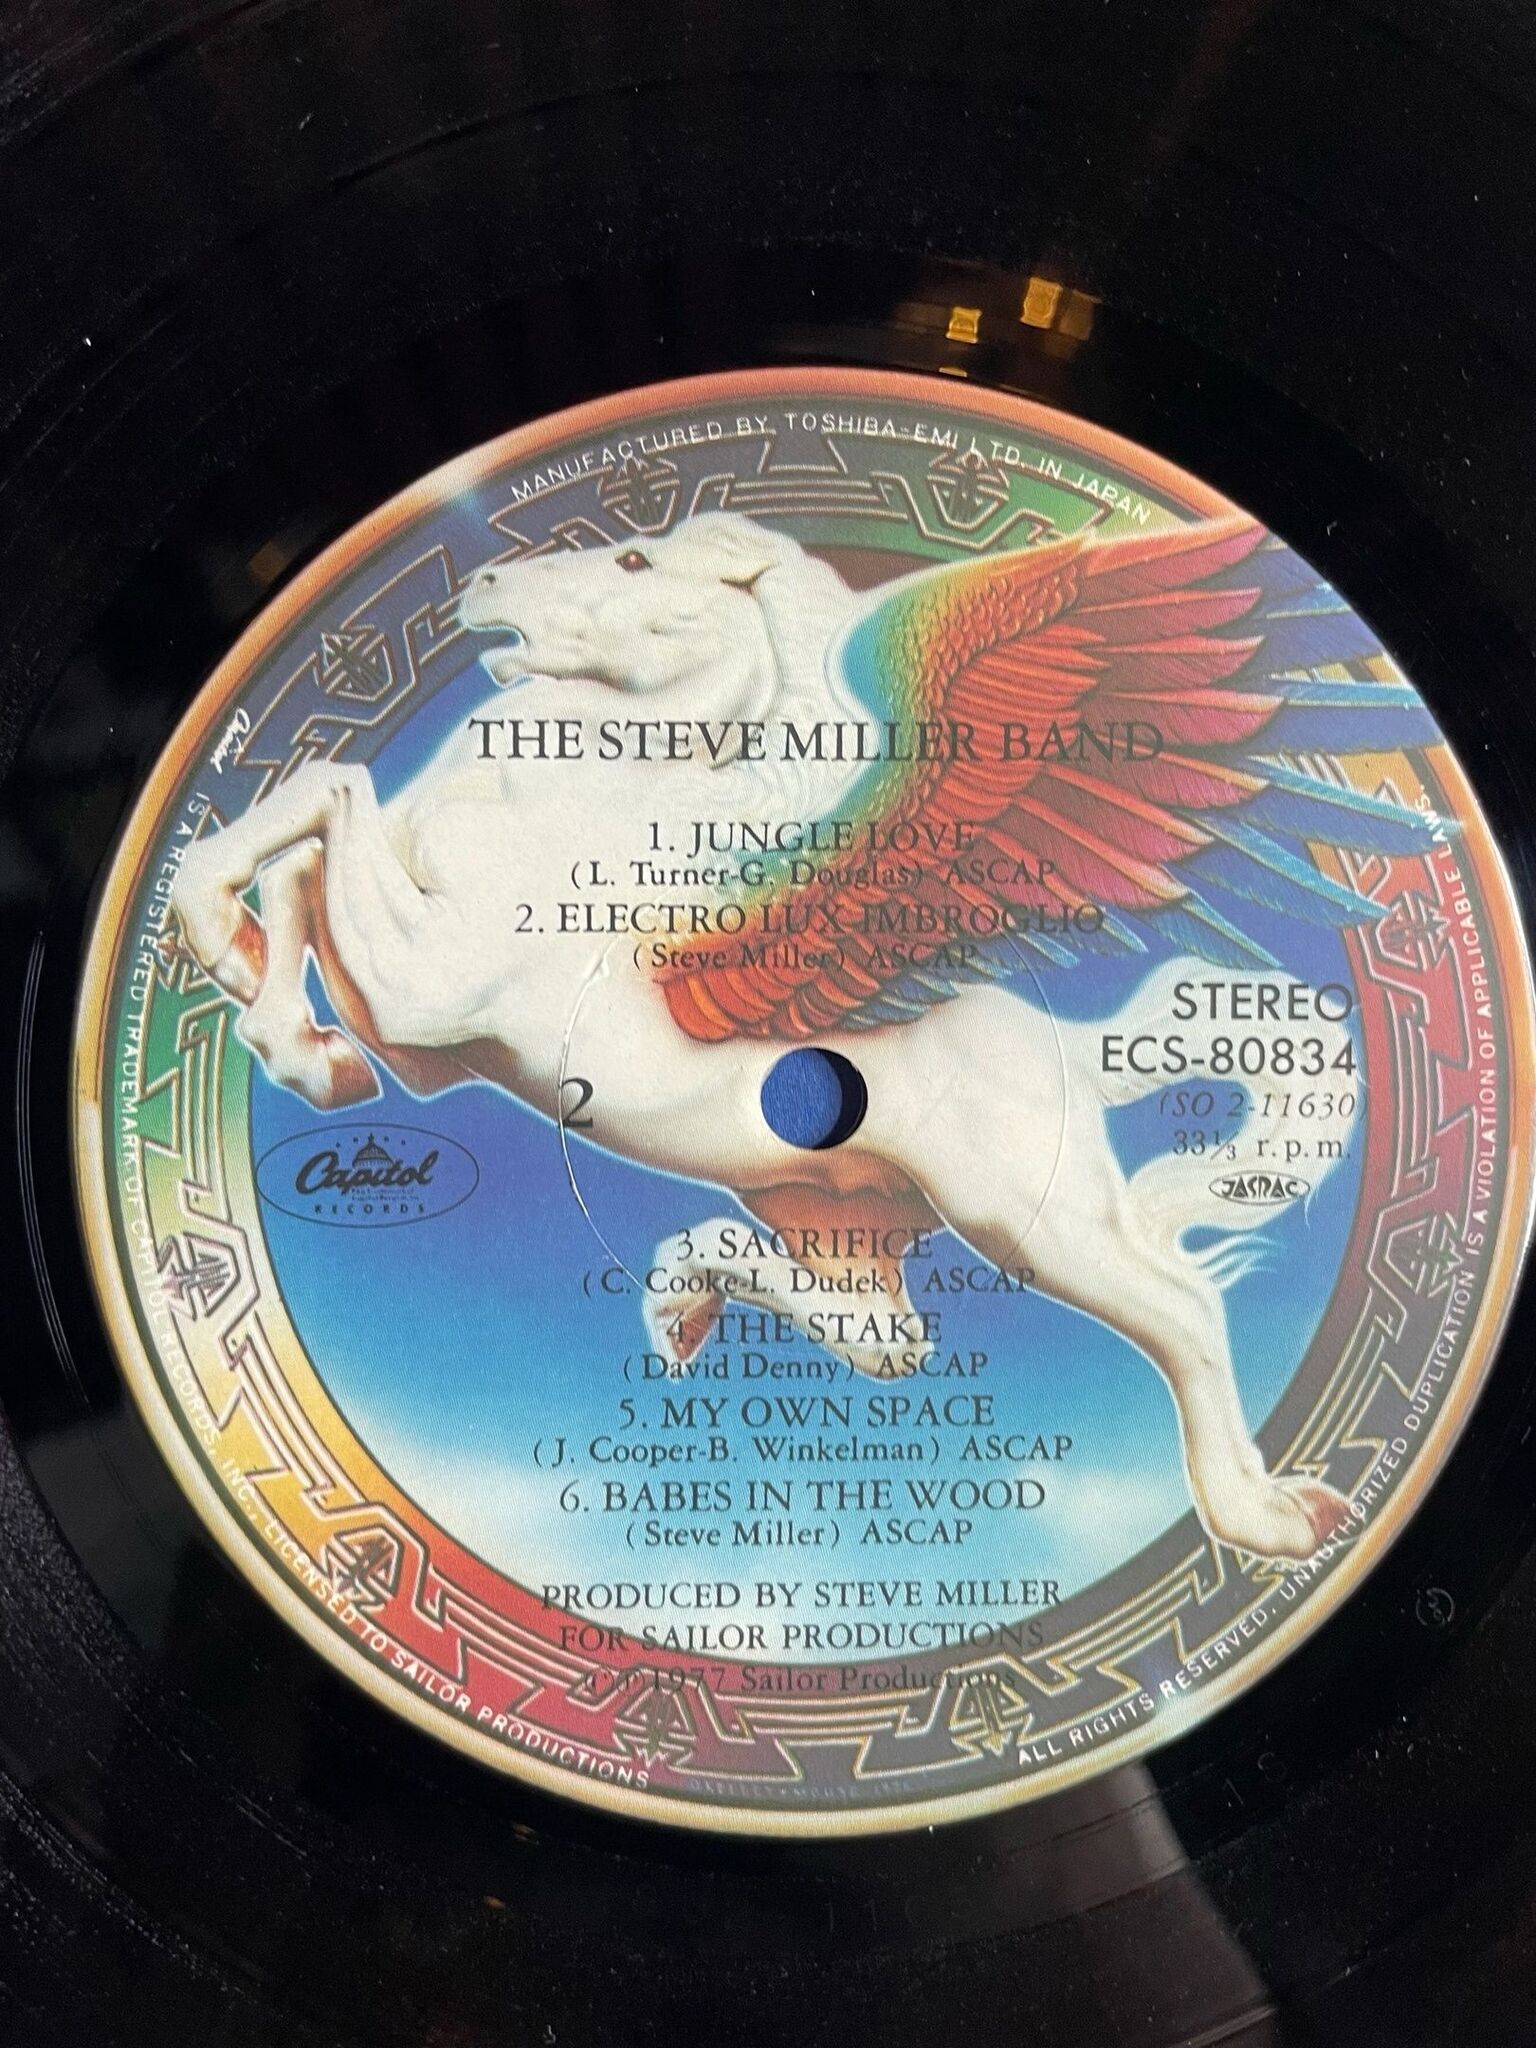 MANUFACTURED BY TOSHIBA-EMI LTD. IN JAPAN
THE STEVE MILLER BAND
1. JUNGLE LOVE
(L. Turner-G. Douglas) ASCAP
2. ELECTRO LUX IMBROGLIO
(Steve Miller) ASCAP
STEREO
ECS-80834
(SO 2-11630)
33⅓ r.p.m.
JASRAC
2
Capitol
RECORDS
3. SACRIFICE
(C. Cooke-L. Dudek) ASCAP
4. THE STAKE
(David Denny) ASCAP
5. MY OWN SPACE
(J. Cooper-B. Winkelman) ASCAP
6. BABES IN THE WOOD
(Steve Miller) ASCAP
PRODUCED BY STEVE MILLER
FOR SAILOR PRODUCTIONS
©℗1977 Sailor Productions
Capitol IS A REGISTERED TRADEMARK OF CAPITOL RECORDS, INC., LICENSED TO SAILOR PRODUCTIONS
ALL RIGHTS RESERVED. UNAUTHORIZED DUPLICATION IS A VIOLATION OF APPLICABLE LAWS.